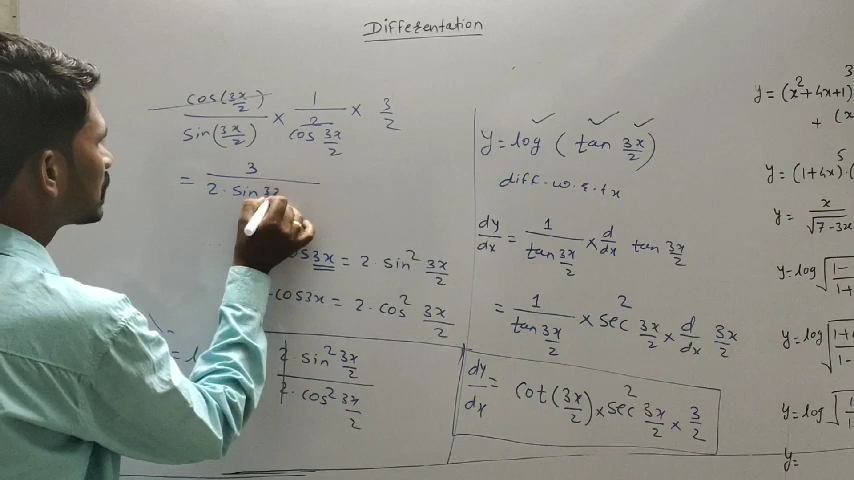 Differentation
cos(3x/2) / sin(3x/2) × 1 / cos² 3x/2 × 3/2
= 3 / 2 · sin 3x
cos 3x = 2 · sin² 3x/2
cos3x = 2 · cos² 3x/2
2 sin² 3x/2 / 2 · cos² 3x/2
y = log ( tan 3x/2 )
diff. w. r. t x
dy/dx = 1 / tan 3x/2 × d/dx tan 3x/2
= 1 / tan 3x/2 × sec² 3x/2 × d/dx 3x/2
dy/dx = cot(3x/2) × sec² 3x/2 × 3/2
y = (x² + 4x + 1)³
+ (x
y = (1+4x)⁵ · (
y = x / √7-3x
y = log √1- / 1+
y = log √1+ / 1-
y = log √1 / 1
y =